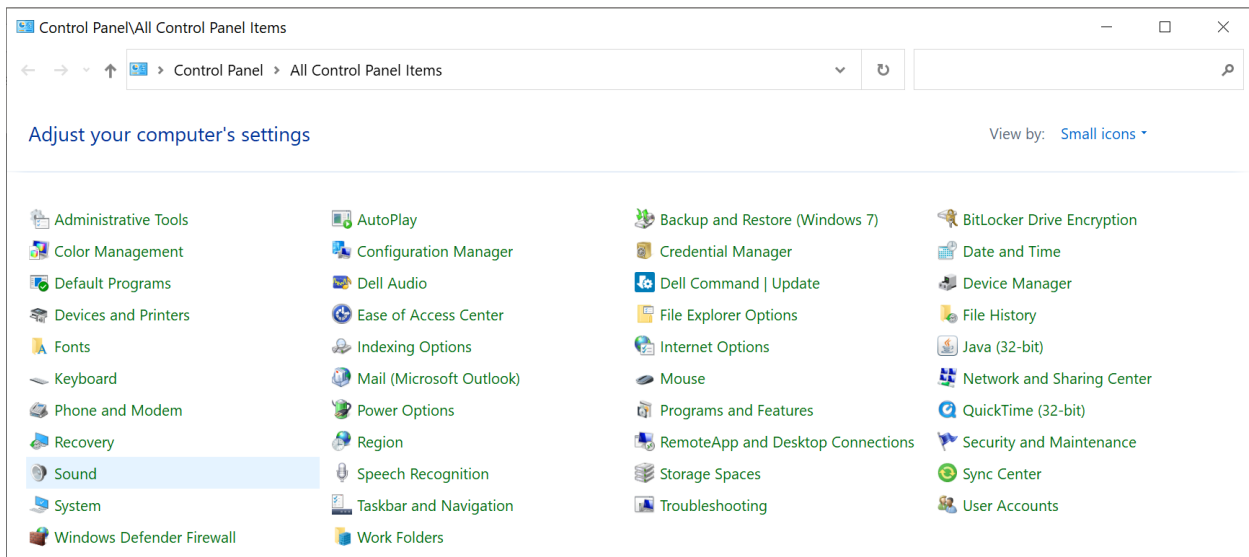 Control Panel\All Control Panel Items
Control Panel > All Control Panel Items
Adjust your computer's settings View by: Small icons
Administrative Tools AutoPlay Backup and Restore (Windows 7) BitLocker Drive Encryption
Color Management Configuration Manager Credential Manager Date and Time
Default Programs Dell Audio Dell Command | Update Device Manager
Devices and Printers Ease of Access Center File Explorer Options File History
Fonts Indexing Options Internet Options Java (32-bit)
Keyboard Mail (Microsoft Outlook) Mouse Network and Sharing Center
Phone and Modem Power Options Programs and Features QuickTime (32-bit)
Recovery Region RemoteApp and Desktop Connections Security and Maintenance
Sound Speech Recognition Storage Spaces Sync Center
System Taskbar and Navigation Troubleshooting User Accounts
Windows Defender Firewall Work Folders